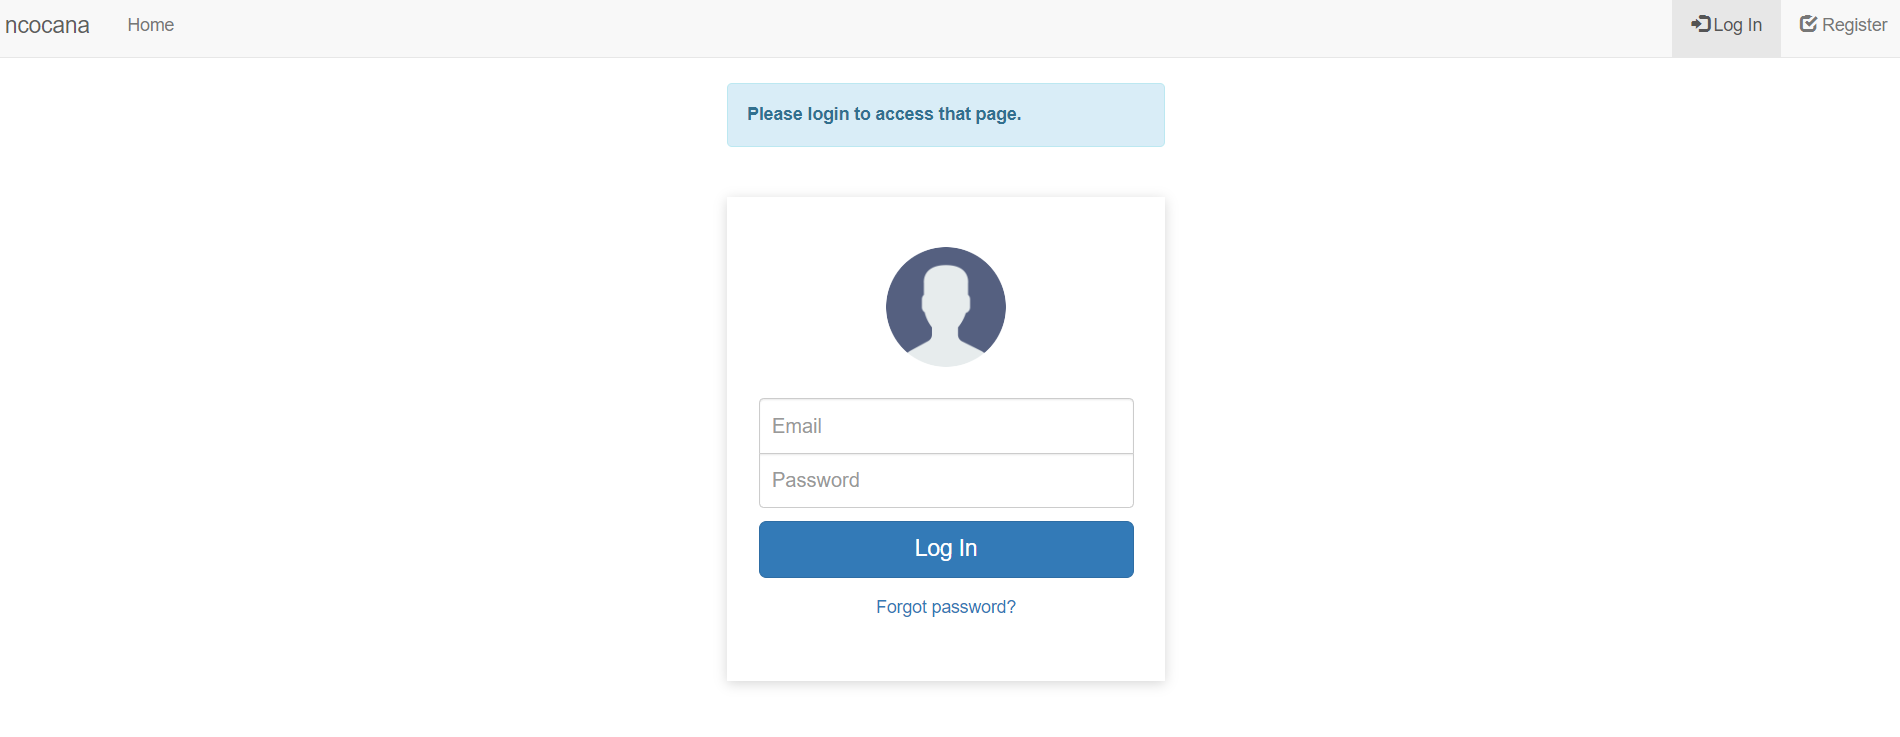 ncocana Home Log In Register
Please login to access that page.
Email
Password
Log In
Forgot password?